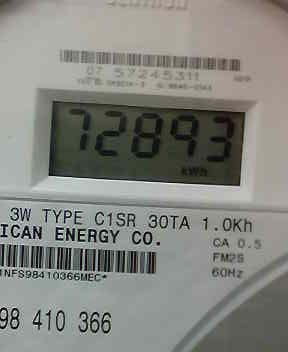 07 57245311
72893
kWh
3W TYPE C1SR 30TA 1.0Kh
ICAN ENERGY CO.
CA 0.5
FM2S
1NFS98410366MEC*
60Hz
98 410 366